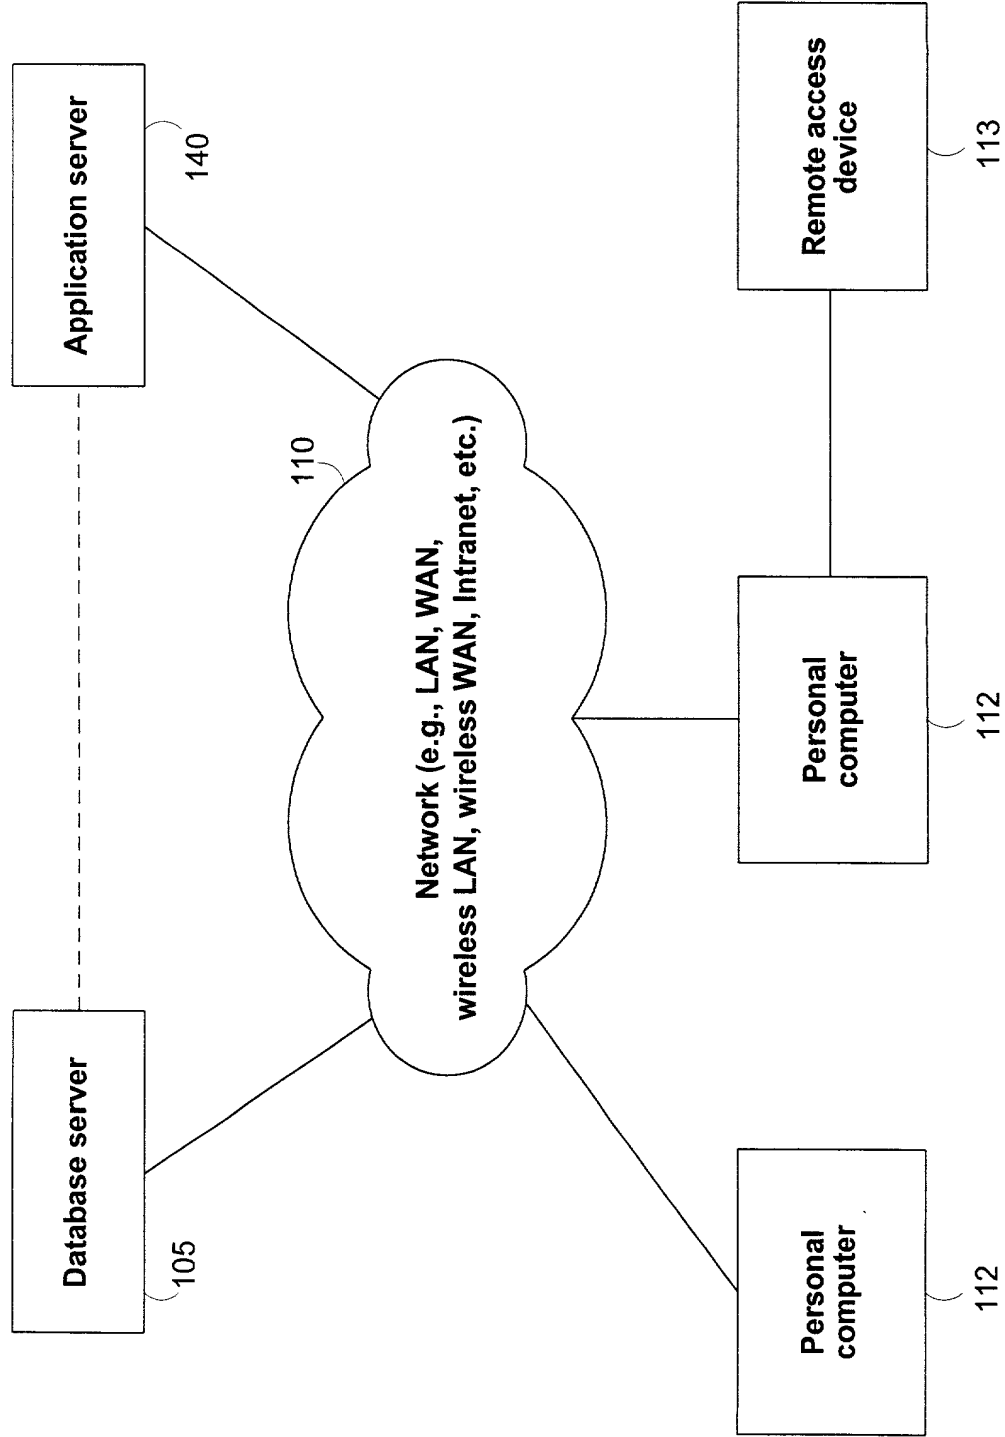 Database server
105
Application server
140
110
Network (e.g., LAN, WAN,
wireless LAN, wireless WAN, Intranet, etc.)
Personal
computer
112
Personal
computer
112
Remote access
device
113